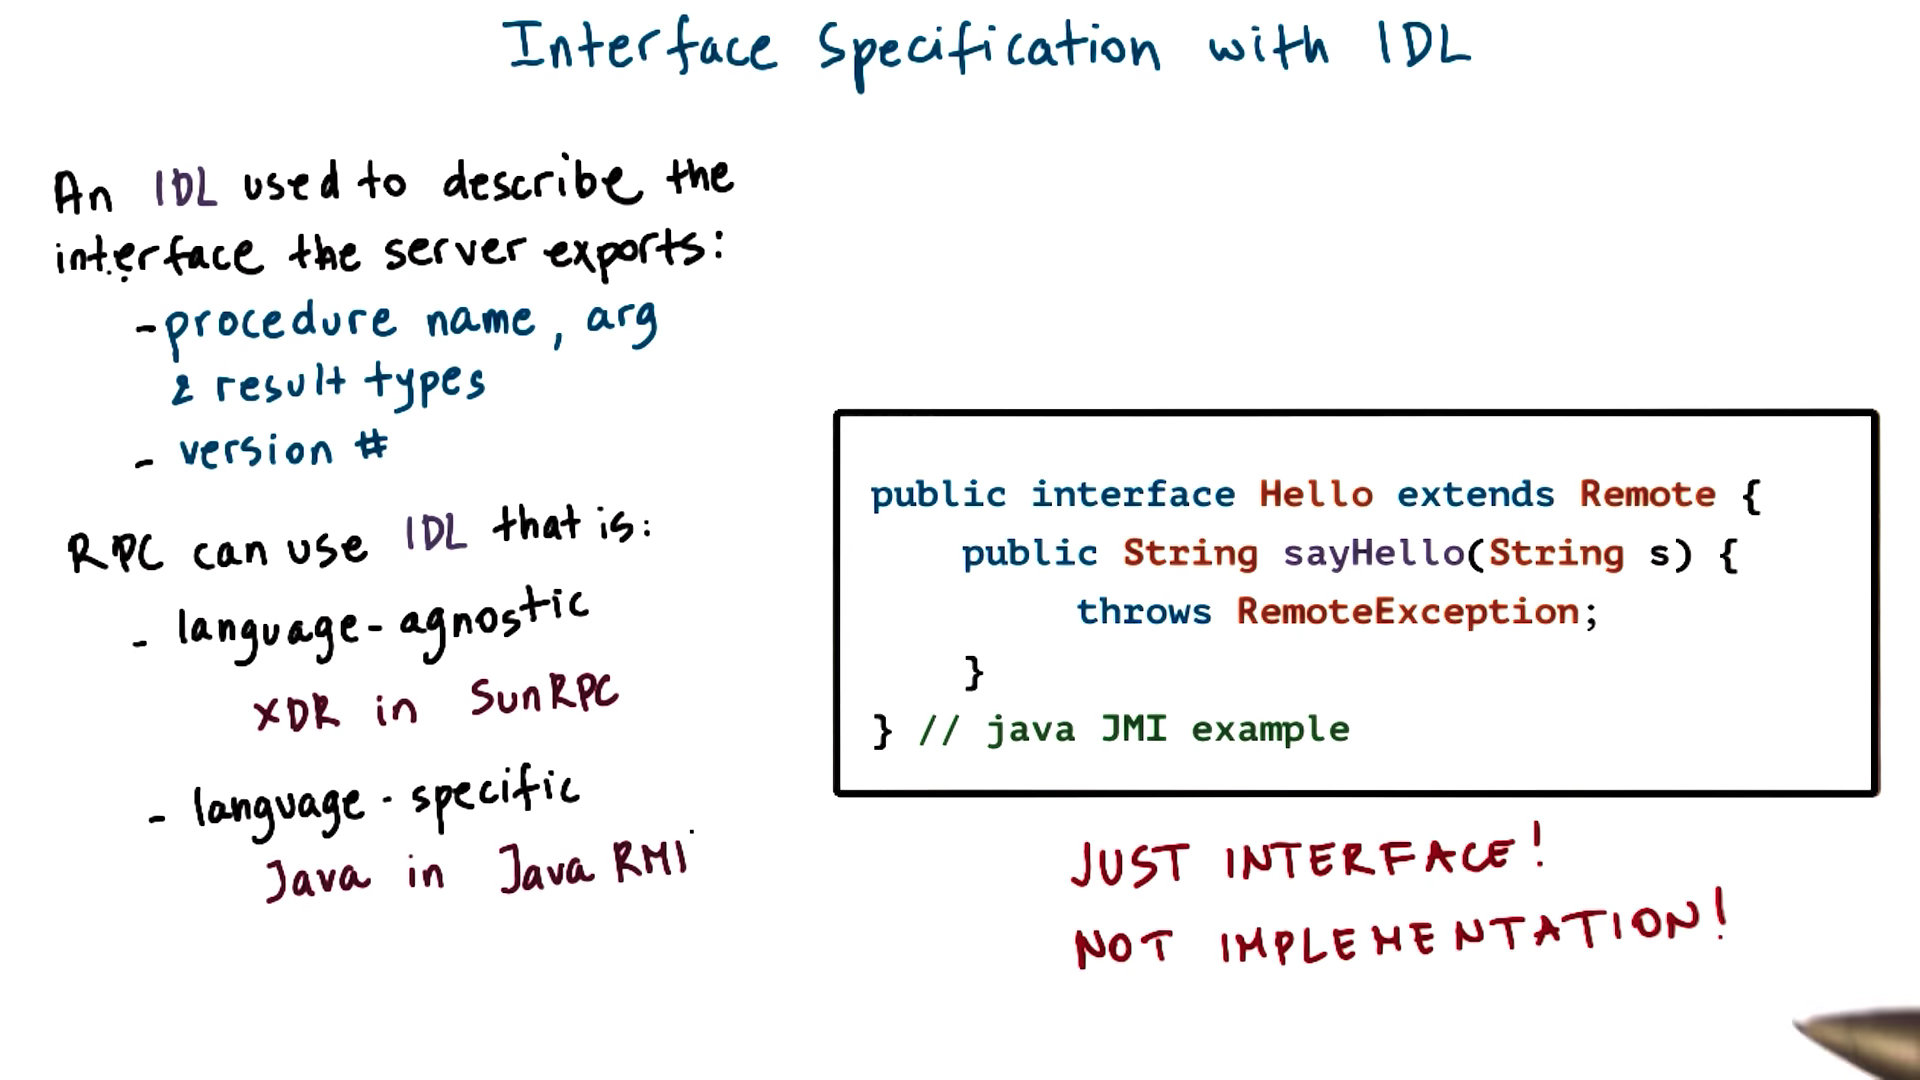 Interface Specification with IDL
An IDL used to describe the
interface the server exports:
- procedure name, arg
& result types
- version #
RPC can use IDL that is:
- language-agnostic
XDR in SunRPC
- language-specific
Java in Java RMI
public interface Hello extends Remote {
public String sayHello(String s) {
throws RemoteException;
}
} // java JMI example
JUST INTERFACE!
NOT IMPLEMENTATION!